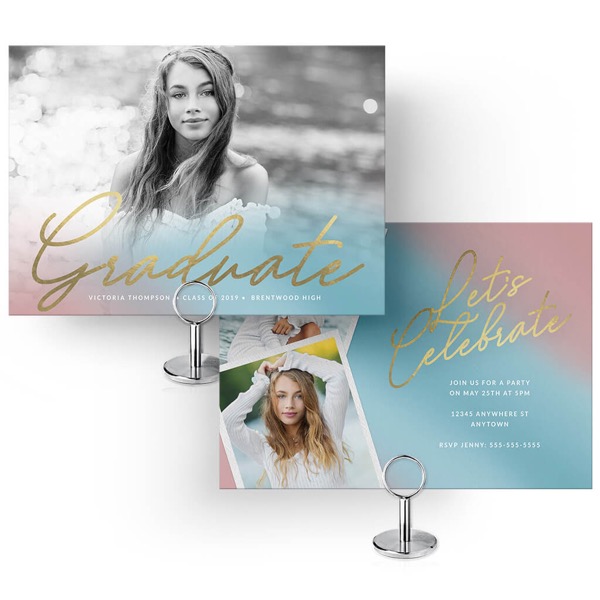 Graduate
VICTORIA THOMPSON • CLASS OF 2019 • BRENTWOOD HIGH
Let's
Celebrate
JOIN US FOR A PARTY
ON MAY 25TH AT 5PM
12345 ANYWHERE ST
ANYTOWN
RSVP JENNY: 555-555-5555